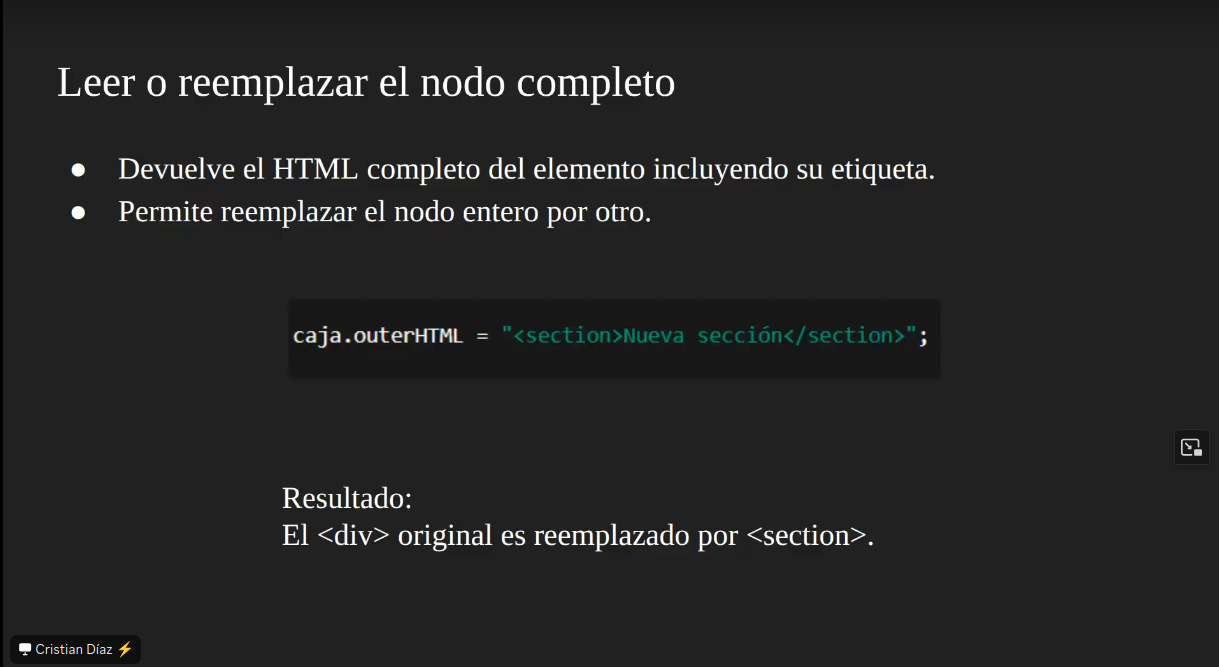 Leer o reemplazar el nodo completo
● Devuelve el HTML completo del elemento incluyendo su etiqueta.
● Permite reemplazar el nodo entero por otro.
caja.outerHTML = "<section>Nueva sección</section>";
Resultado:
El <div> original es reemplazado por <section>.
Cristian Díaz ⚡